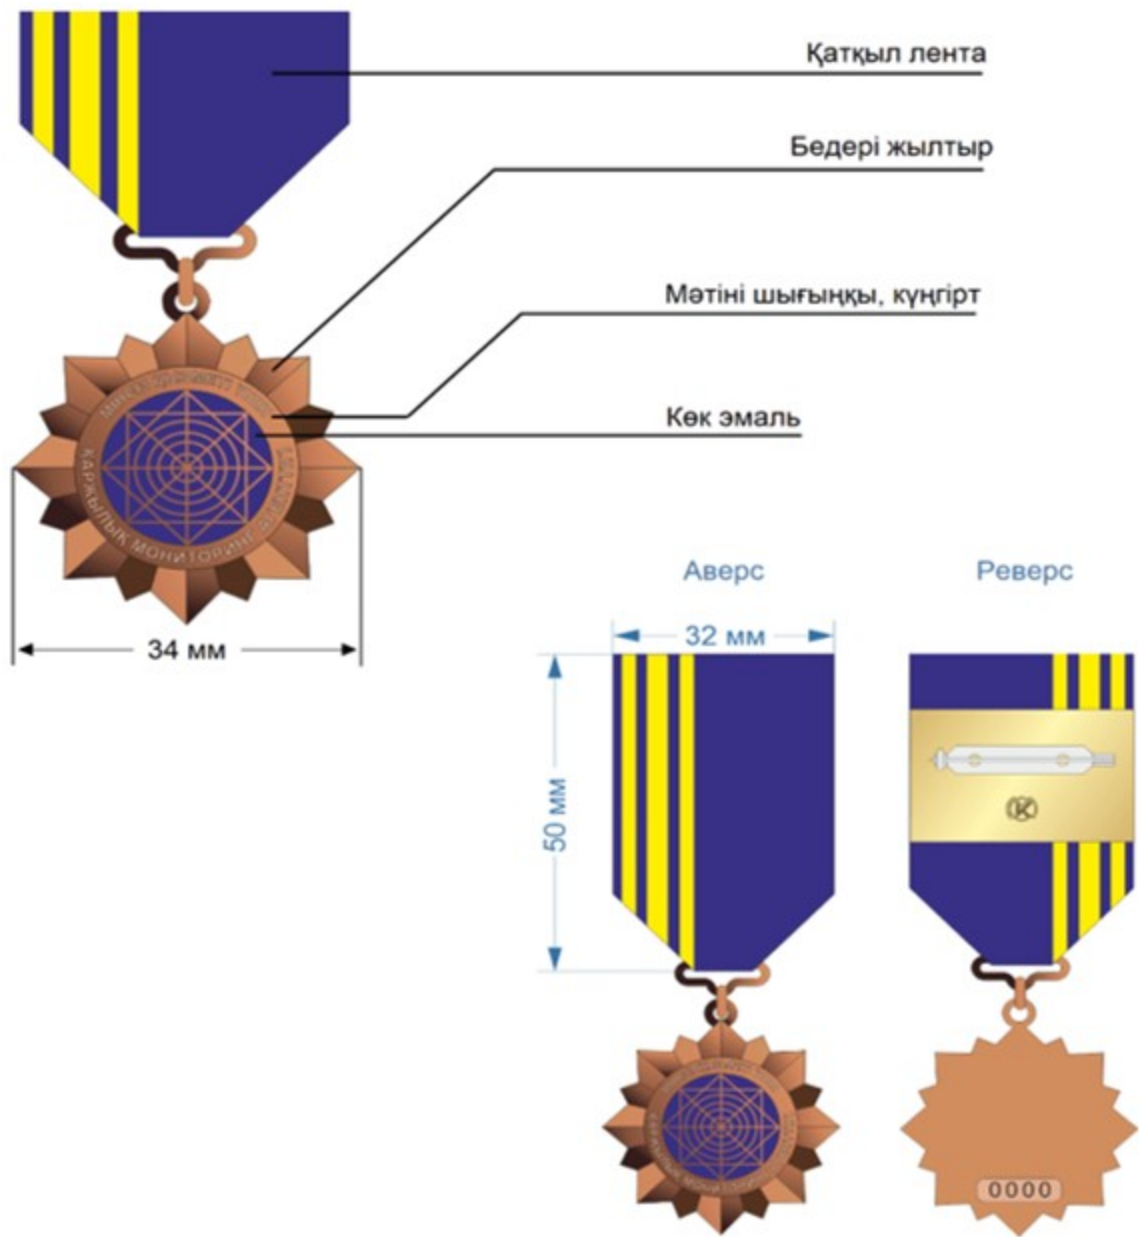 Қатқыл лента
Бедері жылтыр
Мәтіні шығыңқы, күңгірт
Көк эмаль
ҚАРЖЫЛЫҚ МОНИТОРИНГ
34 мм
Аверс
Реверс
32 мм
50 мм
K
0000